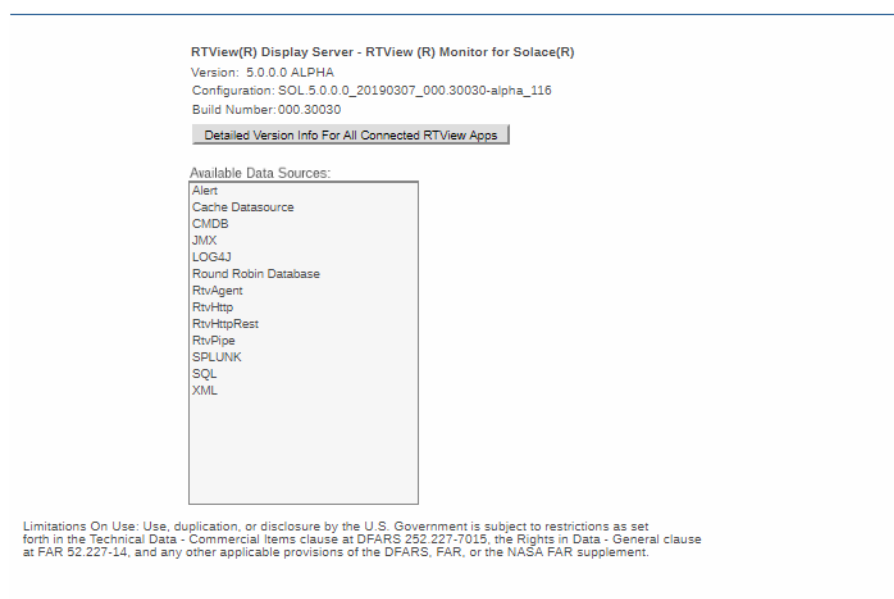 RTView(R) Display Server - RTView (R) Monitor for Solace(R)
Version: 5.0.0.0 ALPHA
Configuration: SOL.5.0.0.0_20190307_000.30030-alpha_116
Build Number: 000.30030
Detailed Version Info For All Connected RTView Apps
Available Data Sources:
Alert
Cache Datasource
CMDB
JMX
LOG4J
Round Robin Database
RtvAgent
RtvHttp
RtvHttpRest
RtvPipe
SPLUNK
SQL
XML
Limitations On Use: Use, duplication, or disclosure by the U.S. Government is subject to restrictions as set
forth in the Technical Data - Commercial Items clause at DFARS 252.227-7015, the Rights in Data - General clause
at FAR 52.227-14, and any other applicable provisions of the DFARS, FAR, or the NASA FAR supplement.